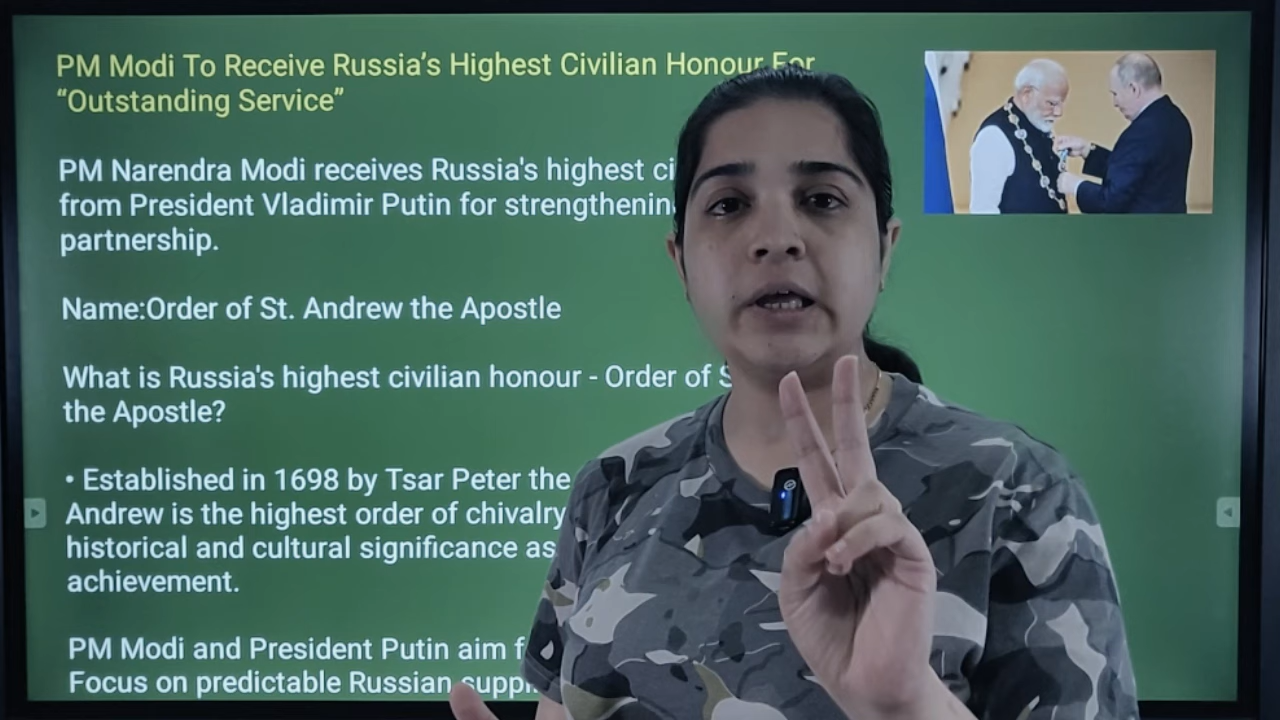 PM Modi To Receive Russia's Highest Civilian Honour For
"Outstanding Service"
PM Narendra Modi receives Russia's highest
from President Vladimir Putin for
partnership.
Name:Order of St. Andrew the Apostle
What is Russia's highest civilian honour - Order of
the Apostle?
• Established in 1698 by Tsar Peter the
Andrew is the highest order of chivalry
historical and cultural significance as
achievement.
PM Modi and President Putin aim
Focus on predictable Russian